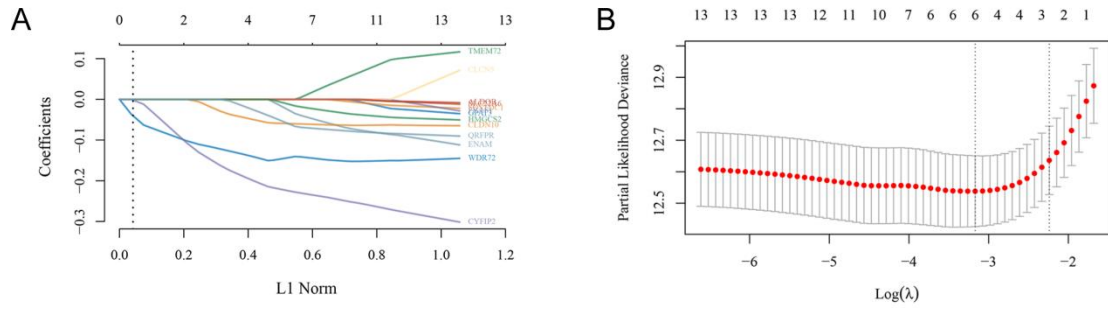 A
0 2 4 7 11 13 13
0.1
0.0
−0.1
−0.2
−0.3
Coefficients
TMEM72
HMGCS2
CLDN19
QRFPR
ENAM
WDR72
CYFIP2
0.0 0.2 0.4 0.6 0.8 1.0 1.2
L1 Norm
B
13 13 13 13 12 11 10 7 6 6 6 4 4 3 2 1
12.9
12.7
12.5
Partial Likelihood Deviance
−6 −5 −4 −3 −2
Log(λ)